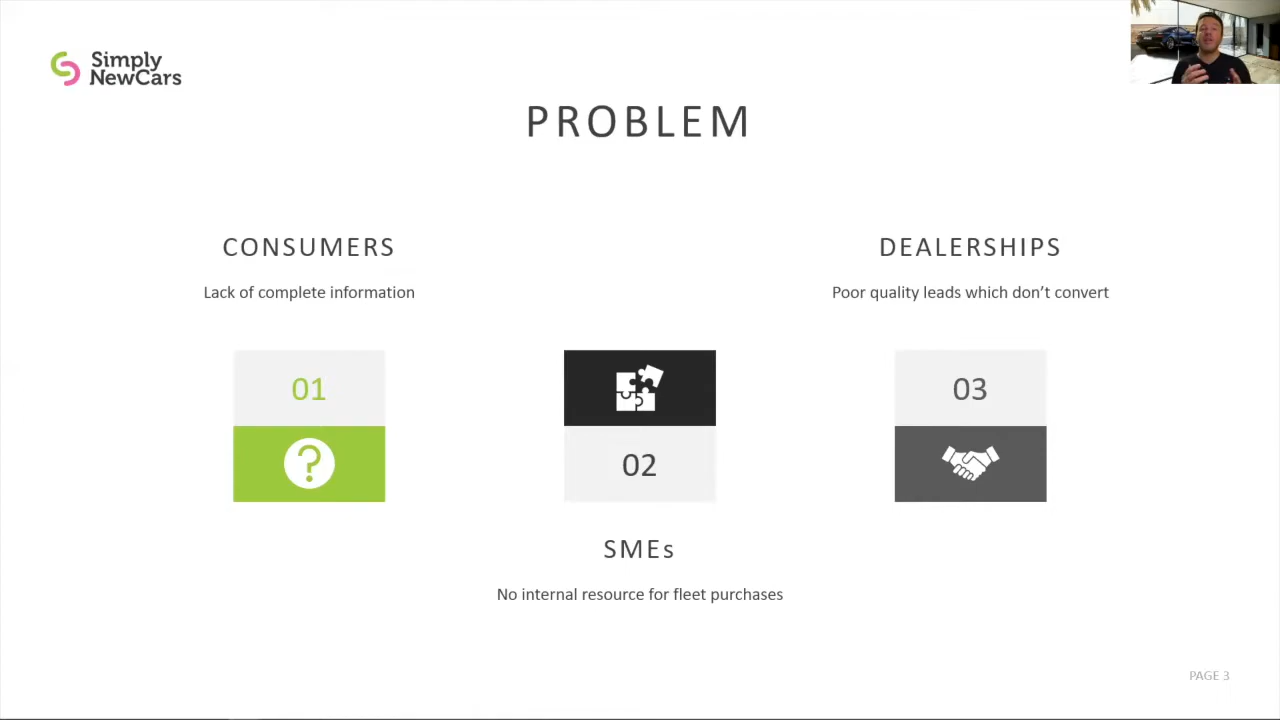 Simply
NewCars
PROBLEM
CONSUMERS
Lack of complete information
01
02
SMEs
No internal resource for fleet purchases
DEALERSHIPS
Poor quality leads which don’t convert
03
PAGE 3